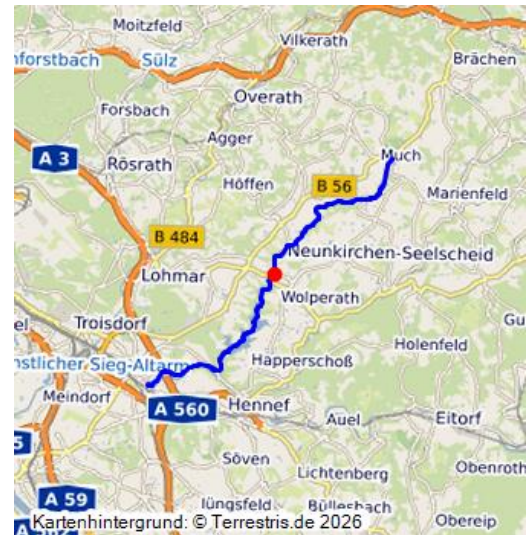 Moitzfeld
Vilkerath
nforstbach
Sülz
Brächen
Forsbach
Overath
Agger
A 3
Rösrath
Much
Höffen
B 56
Marienfeld
B 484
Neunkirchen-Seelscheid
Lohmar
Wolperath
Troisdorf
Gu
nstlicher Sieg-Altarm
Happerschoß
Holenfeld
Meindorf
A 560
Hennef
Auel
Eitorf
5
Söven
Obenroth
Lichtenberg
A 59
Jüngsfeld
Büllesbach
Kartenhintergrund: © Terrestris.de 2026
Obereip